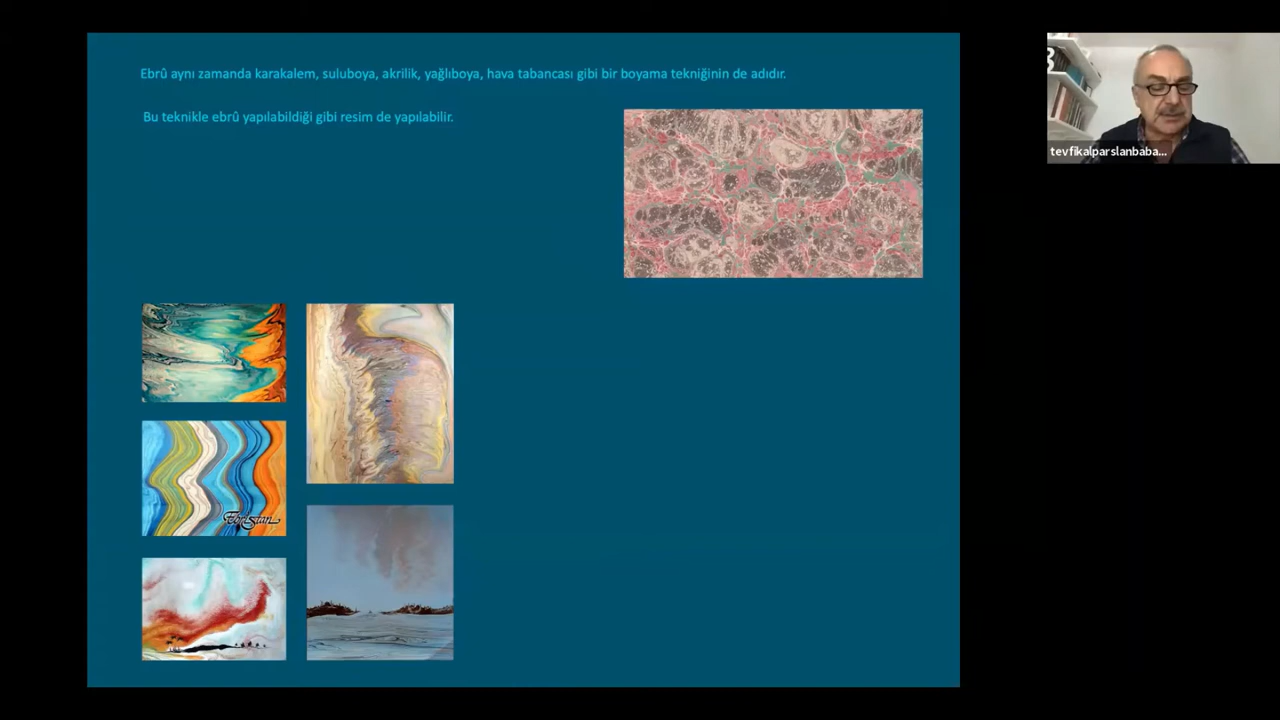 Ebrû aynı zamanda karakalem, suluboya, akrilik, yağlıboya, hava tabancası gibi bir boyama tekniğinin de adıdır.
Bu teknikle ebrû yapılabildiği gibi resim de yapılabilir.
tevfikalparslanbaba...